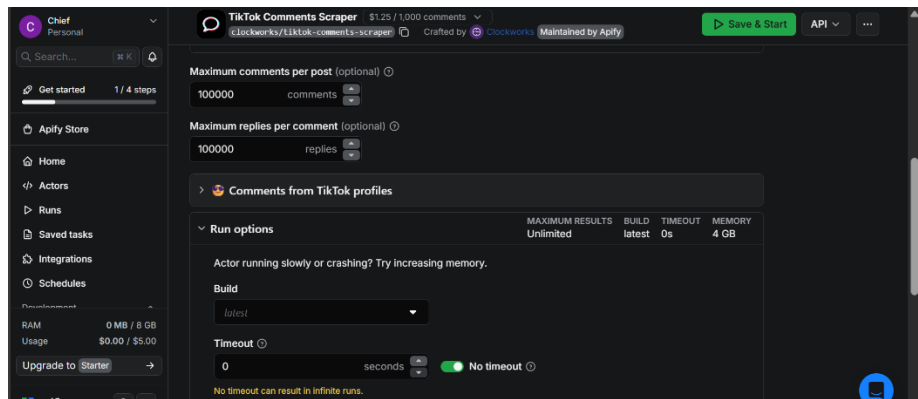 C
Chief
Personal
Search...
⌘ K
Get started
1 / 4 steps
Apify Store
Home
Actors
Runs
Saved tasks
Integrations
Schedules
RAM
0 MB / 8 GB
Usage
$0.00 / $5.00
Upgrade to Starter
TikTok Comments Scraper
$1.25 / 1,000 comments
clockworks/tiktok-comments-scraper
Crafted by Clockworks
Maintained by Apify
Save & Start
API
Maximum comments per post (optional)
100000 comments
Maximum replies per comment (optional)
100000 replies
Comments from TikTok profiles
Run options
MAXIMUM RESULTS BUILD TIMEOUT MEMORY
Unlimited latest 0s 4 GB
Actor running slowly or crashing? Try increasing memory.
Build
latest
Timeout
0 seconds
No timeout
No timeout can result in infinite runs.